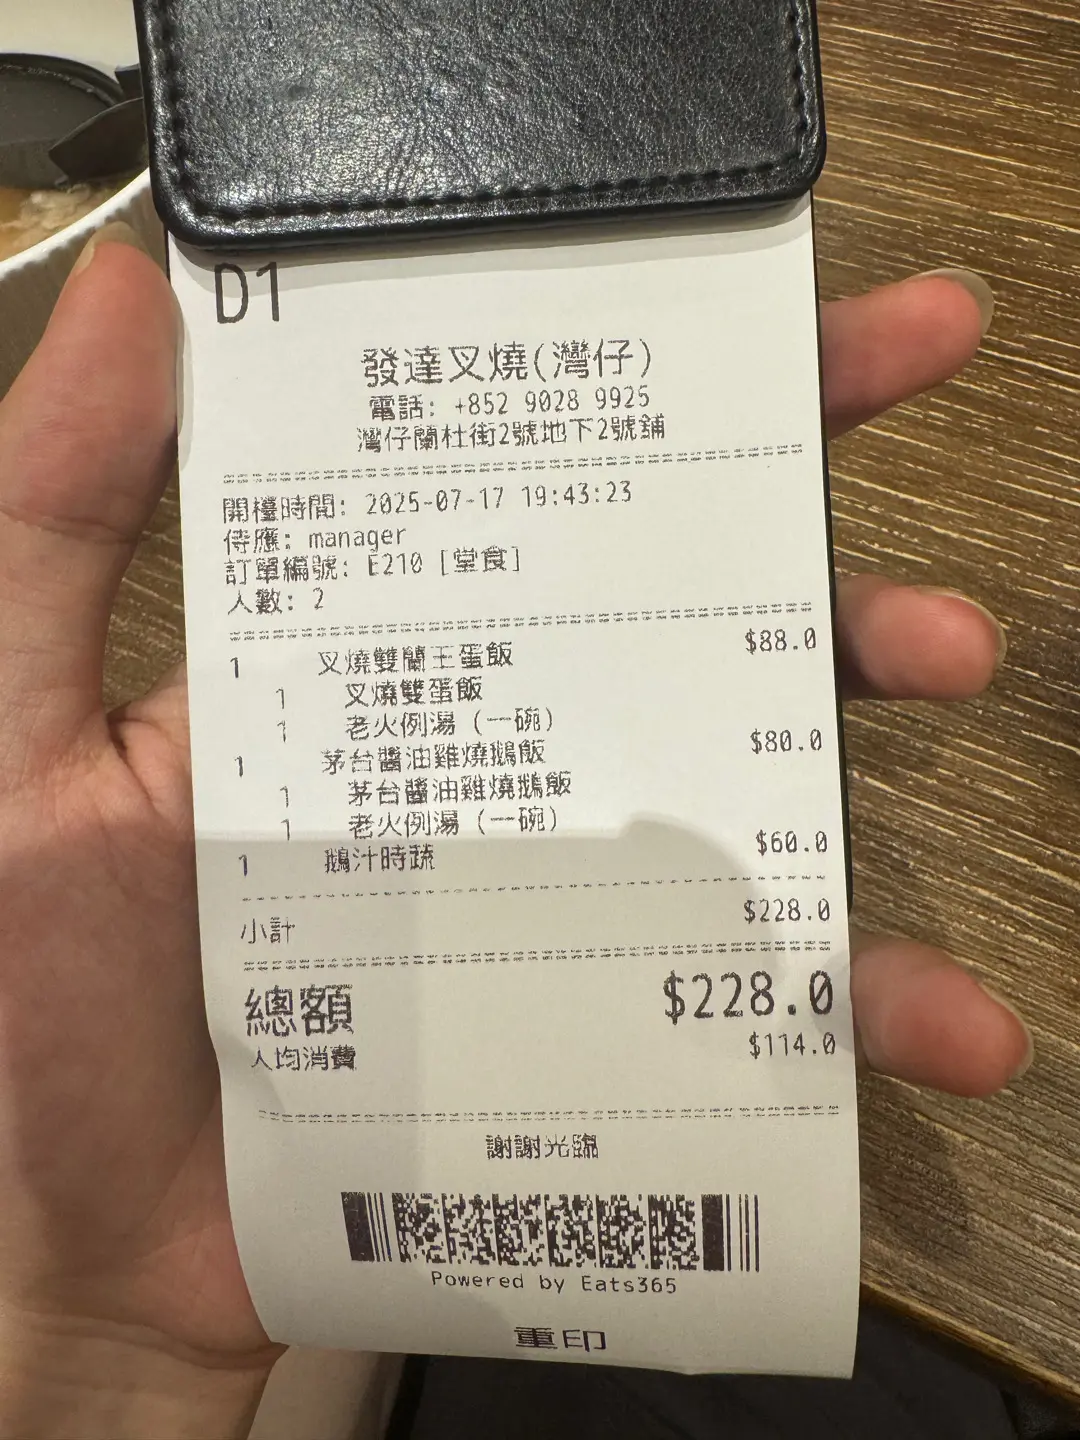 D1
發達叉燒(灣仔)
電話: +852 9028 9925
灣仔蘭杜街2號地下2號鋪
開檯時間: 2025-07-17 19:43:23
侍應: manager
訂單編號: E210 [堂食]
人數: 2
1 叉燒雙蘭王蛋飯 $88.0
1 叉燒雙蛋飯
1 老火例湯 (一碗)
1 茅台醬油雞燒鵝飯 $80.0
1 茅台醬油雞燒鵝飯
1 老火例湯 (一碗)
1 鵝汁時蔬 $60.0
小計 $228.0
總額 $228.0
人均消費 $114.0
謝謝光臨
Powered by Eats365
重印